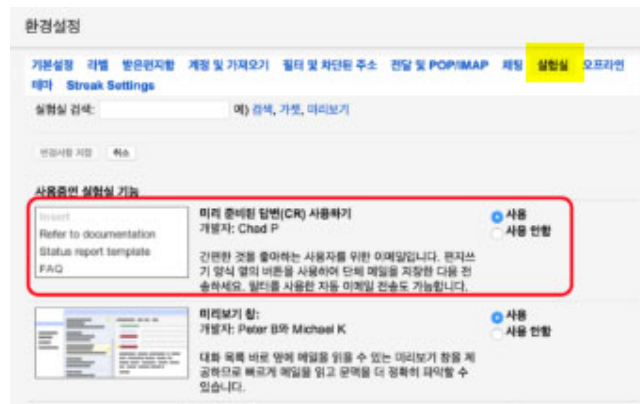 환경설정
기본설정 라벨 받은편지함 계정 및 가져오기 필터 및 차단된 주소 전달 및 POP/IMAP 채팅 실험실 오프라인
테마 Streak Settings
실험실 검색: 예) 검색, 가젯, 미리보기
변경사항 저장 취소
사용중인 실험실 기능
Insert
Refer to documentation
Status report template
FAQ
미리 준비된 답변(CR) 사용하기
개발자: Chad P
간편한 것을 좋아하는 사용자를 위한 이메일입니다. 편지쓰
기 양식 옆의 버튼을 사용하여 단체 메일을 저장한 다음 전
송하세요. 필터를 사용한 자동 이메일 전송도 가능합니다.
사용
사용 안함
미리보기 창:
개발자: Peter B와 Michael K
대화 목록 바로 옆에 메일을 읽을 수 있는 미리보기 창을 제
공하므로 빠르게 메일을 읽고 문맥을 더 정확히 파악할 수
있습니다.
사용
사용 안함